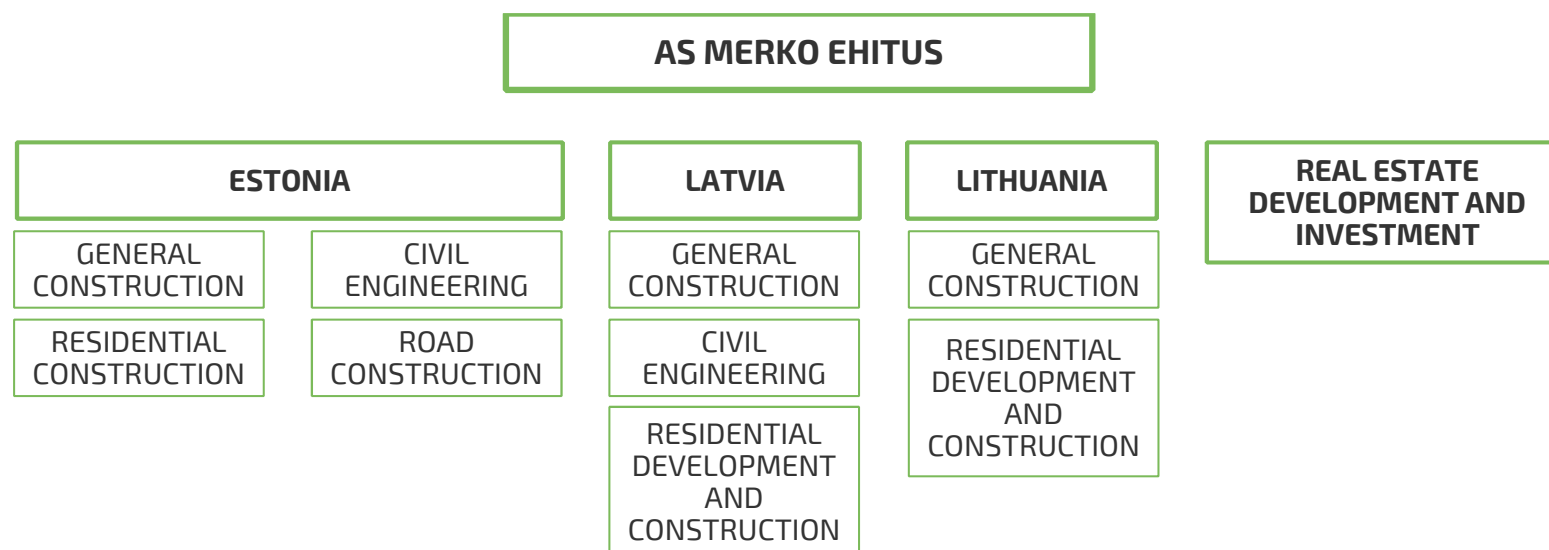 AS MERKO EHITUS
ESTONIA
GENERAL
CONSTRUCTION
CIVIL
ENGINEERING
RESIDENTIAL
CONSTRUCTION
ROAD
CONSTRUCTION
LATVIA
GENERAL
CONSTRUCTION
CIVIL
ENGINEERING
RESIDENTIAL
DEVELOPMENT
AND
CONSTRUCTION
LITHUANIA
GENERAL
CONSTRUCTION
RESIDENTIAL
DEVELOPMENT
AND
CONSTRUCTION
REAL ESTATE
DEVELOPMENT AND
INVESTMENT